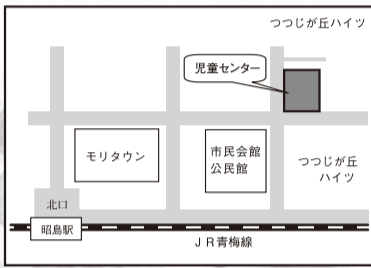 つつじが丘ハイツ
児童センター
モリタウン
市民会館
公民館
つつじが丘
ハイツ
北口
昭島駅
ＪＲ青梅線